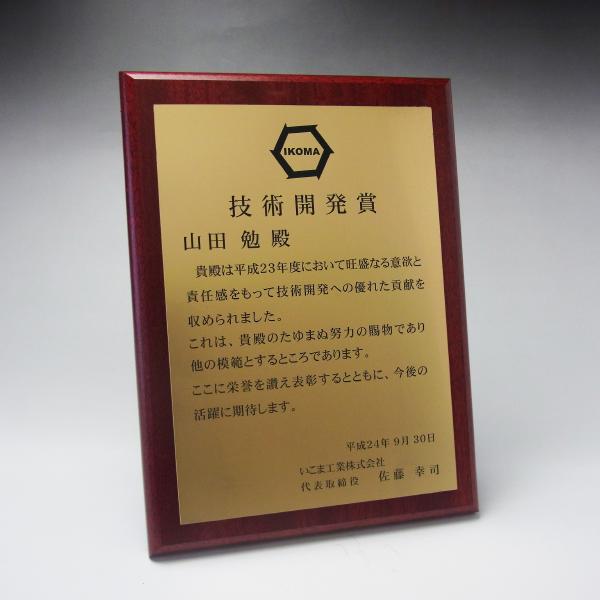 IKOMA
技術開発賞
山田 勉 殿
貴殿は平成23年度において旺盛なる意欲と
責任感をもって技術開発への優れた貢献を
収められました。
これは、貴殿のたゆまぬ努力の賜物であり
他の模範とするところであります。
ここに栄誉を讃え表彰するとともに、今後の
活躍に期待します。
平成24年 9月 30日
いこま工業株式会社
代表取締役 佐藤 幸司